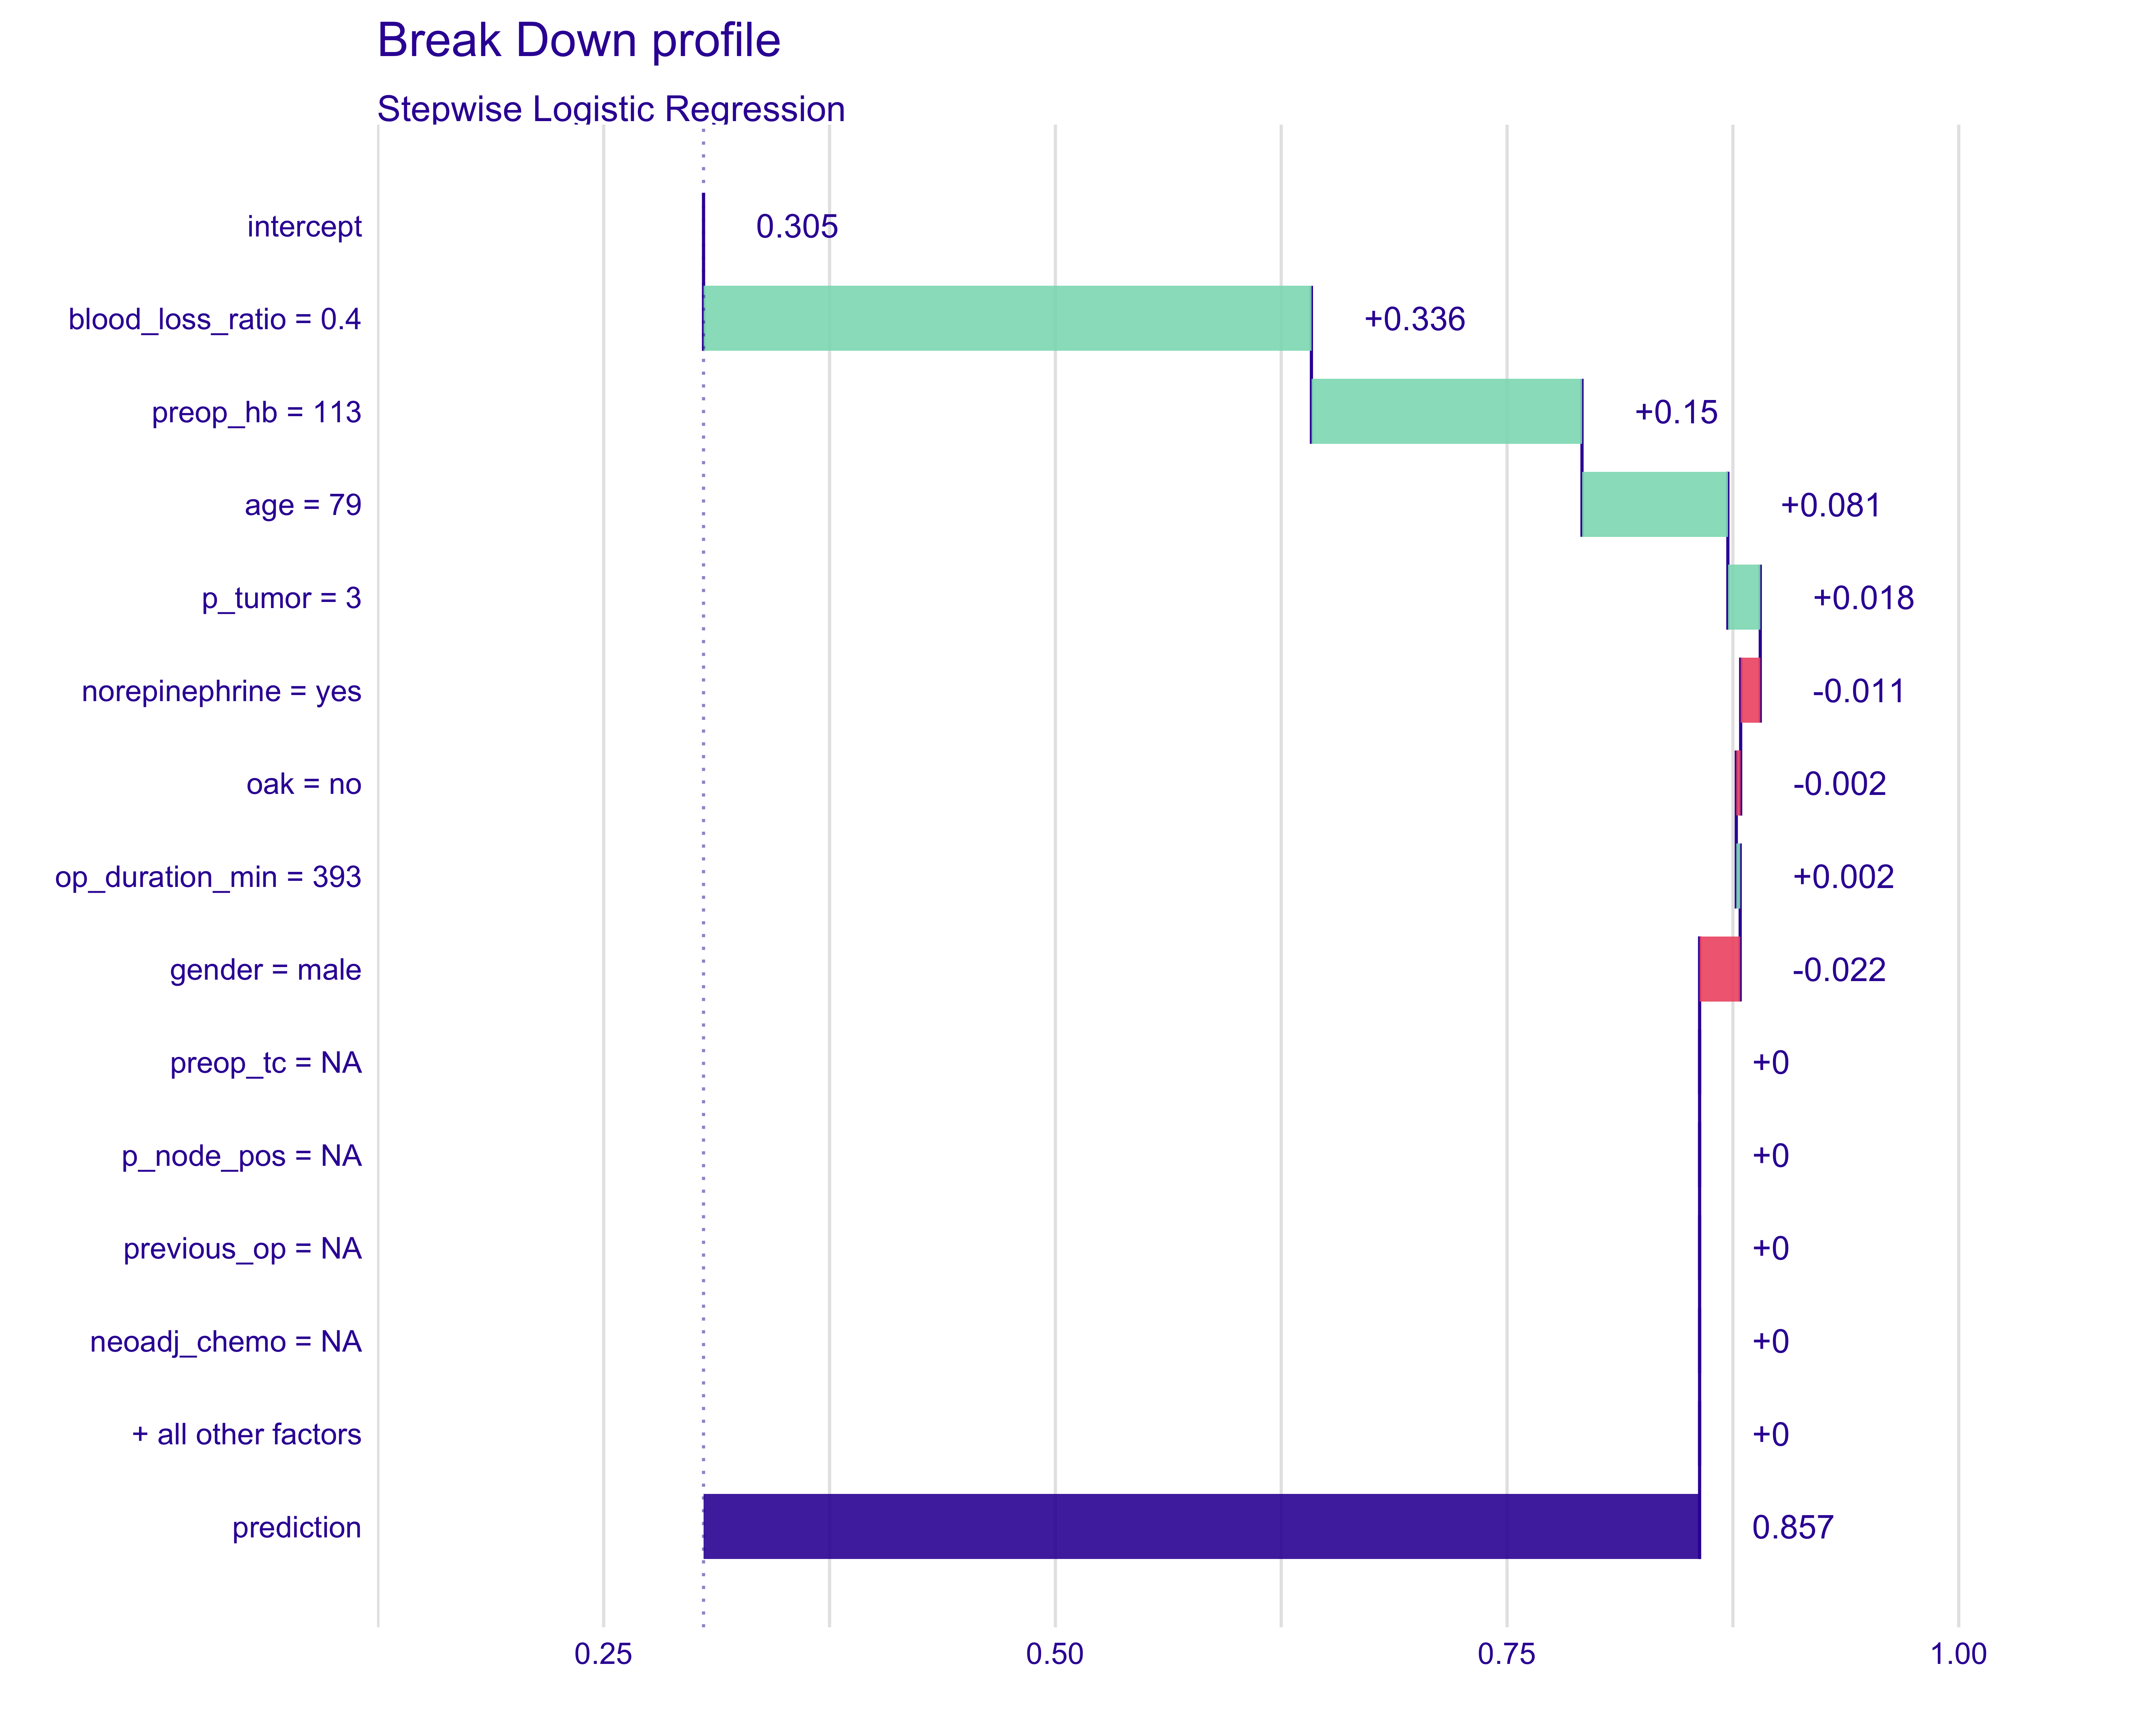 Break Down profile
Stepwise Logistic Regression
intercept 0.305
blood_loss_ratio = 0.4 +0.336
preop_hb = 113 +0.15
age = 79 +0.081
p_tumor = 3 +0.018
norepinephrine = yes -0.011
oak = no -0.002
op_duration_min = 393 +0.002
gender = male -0.022
preop_tc = NA +0
p_node_pos = NA +0
previous_op = NA +0
neoadj_chemo = NA +0
+ all other factors +0
prediction 0.857
0.25 0.50 0.75 1.00